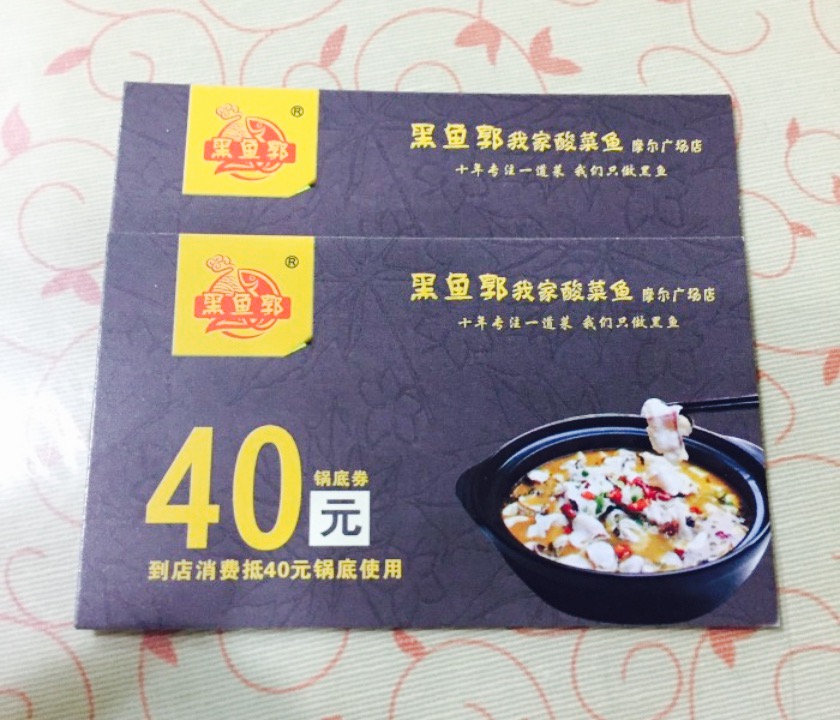 黑鱼郭 ®
黑鱼郭我家酸菜鱼 摩尔广场店
十年专注一道菜 我们只做黑鱼
黑鱼郭 ®
黑鱼郭我家酸菜鱼 摩尔广场店
十年专注一道菜 我们只做黑鱼
40 锅底券
元
到店消费抵40元锅底使用